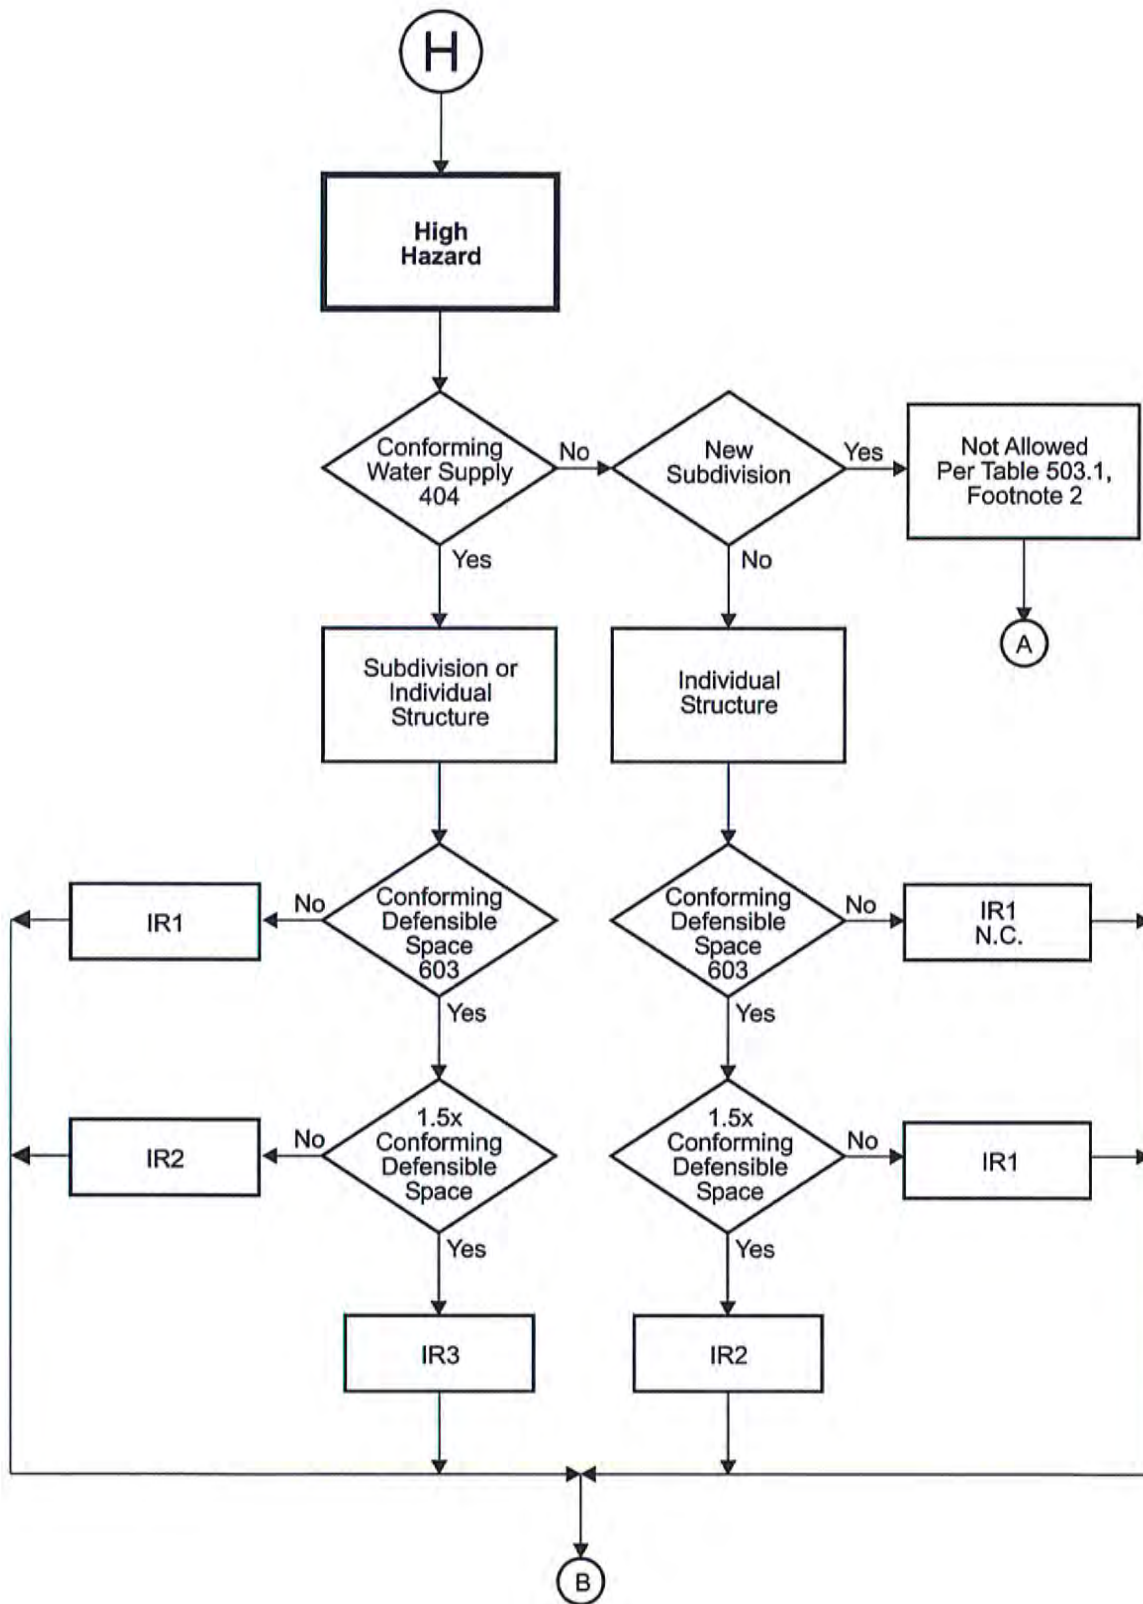 H
High
Hazard
Conforming
Water Supply
404
No
New
Subdivision
Yes
Not Allowed
Per Table 503.1,
Footnote 2
Yes
No
A
Subdivision or
Individual
Structure
Individual
Structure
IR1
No
Conforming
Defensible
Space
603
Conforming
Defensible
Space
603
No
IR1
N.C.
Yes
Yes
IR2
No
1.5x
Conforming
Defensible
Space
1.5x
Conforming
Defensible
Space
No
IR1
Yes
Yes
IR3
IR2
B